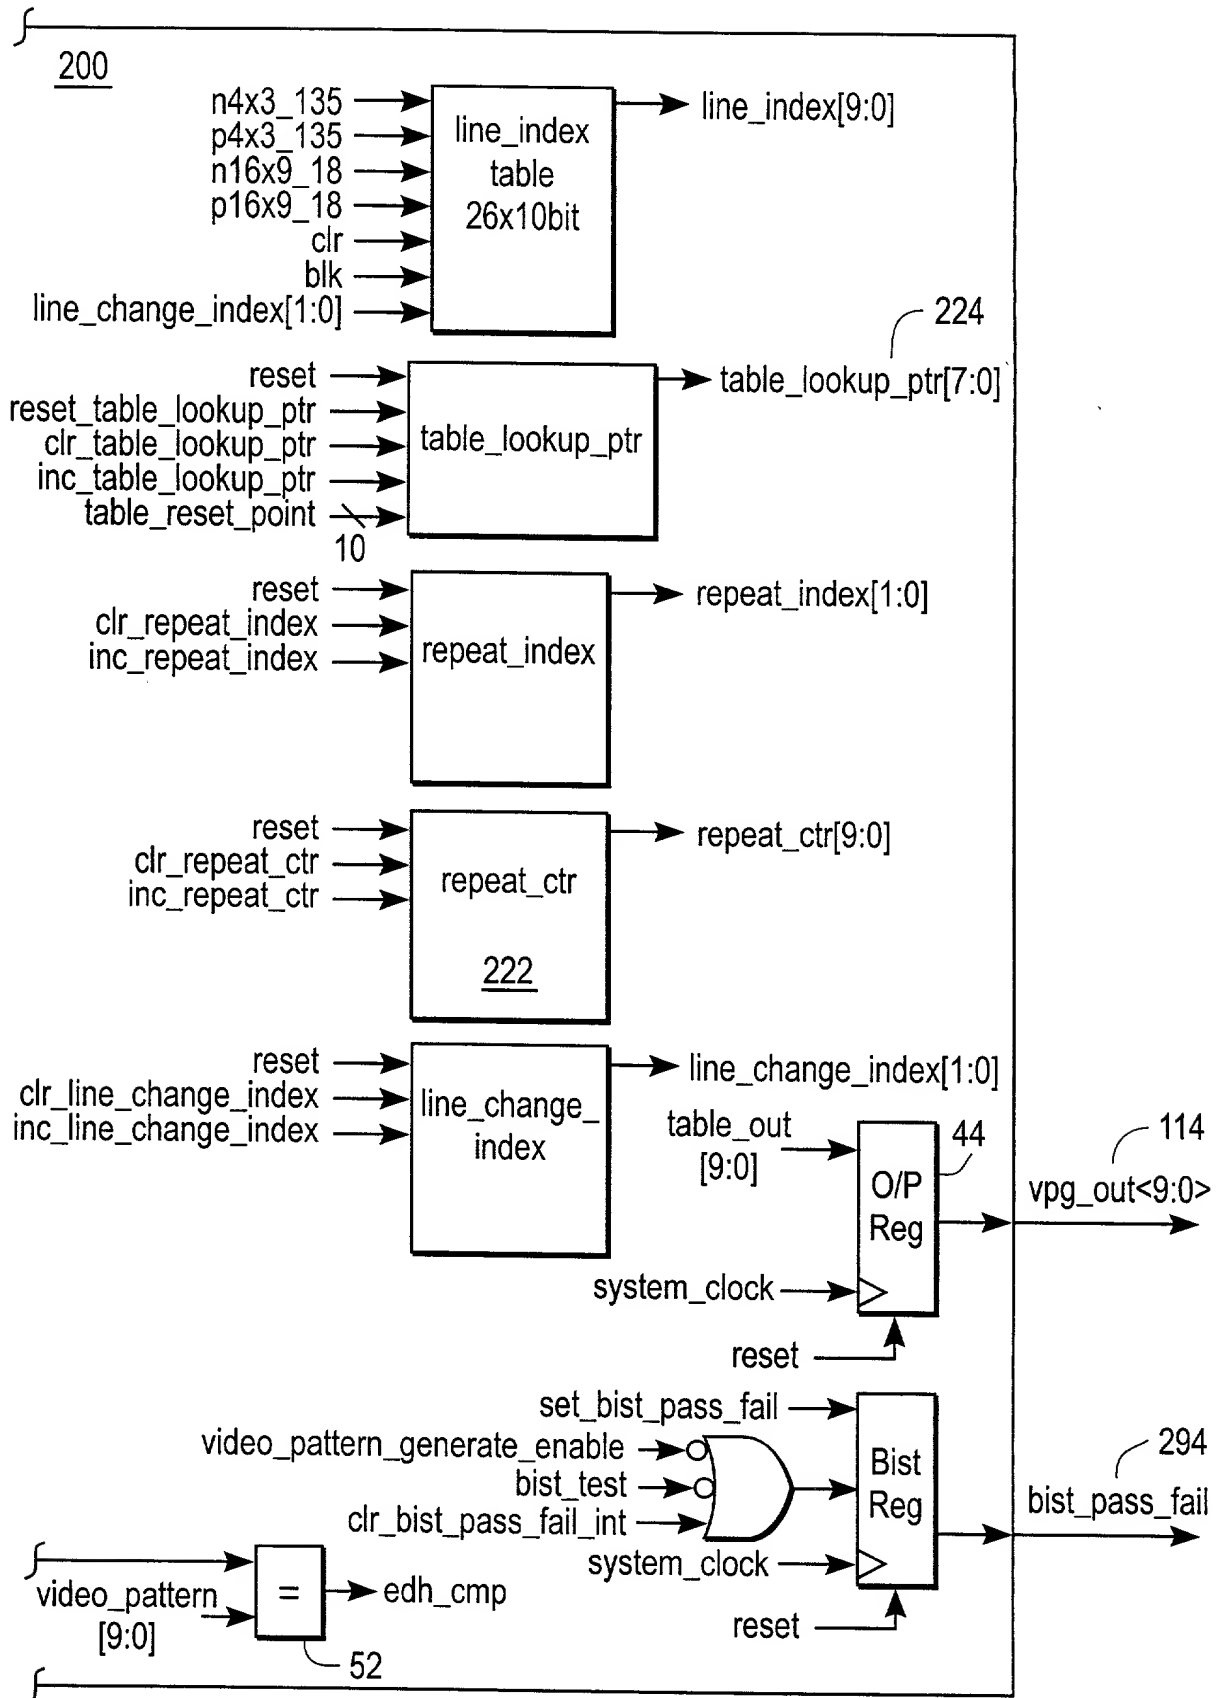 200
n4x3_135
p4x3_135
n16x9_18
p16x9_18
clr
blk
line_change_index[1:0]
line_index
table
26x10bit
line_index[9:0]
224
reset
reset_table_lookup_ptr
clr_table_lookup_ptr
inc_table_lookup_ptr
table_reset_point
10
table_lookup_ptr
table_lookup_ptr[7:0]
reset
clr_repeat_index
inc_repeat_index
repeat_index
repeat_index[1:0]
reset
clr_repeat_ctr
inc_repeat_ctr
repeat_ctr
222
repeat_ctr[9:0]
reset
clr_line_change_index
inc_line_change_index
line_change_
index
line_change_index[1:0]
table_out
[9:0]
system_clock
reset
O/P
Reg
44
114
vpg_out<9:0>
set_bist_pass_fail
video_pattern_generate_enable
bist_test
clr_bist_pass_fail_int
system_clock
reset
Bist
Reg
294
bist_pass_fail
video_pattern
[9:0]
=
edh_cmp
52